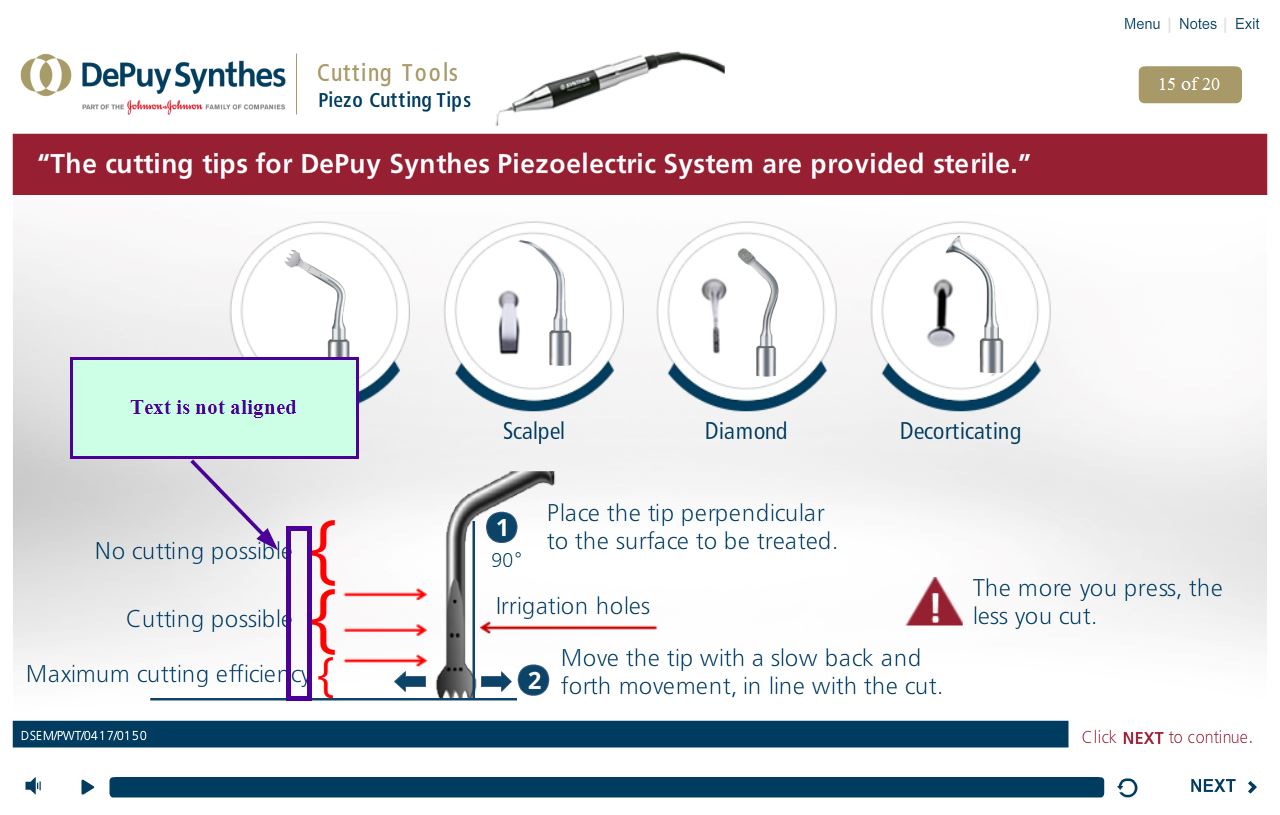 Menu | Notes | Exit
DePuy Synthes
PART OF THE Johnson & Johnson FAMILY OF COMPANIES
Cutting Tools
Piezo Cutting Tips
15 of 20
“The cutting tips for DePuy Synthes Piezoelectric System are provided sterile.”
Text is not aligned
Scalpel
Diamond
Decorticating
No cutting possible
Cutting possible
Maximum cutting efficiency
1
90°
Place the tip perpendicular
to the surface to be treated.
Irrigation holes
2
Move the tip with a slow back and
forth movement, in line with the cut.
!
The more you press, the
less you cut.
DSEM/PWT/0417/0150
Click NEXT to continue.
NEXT